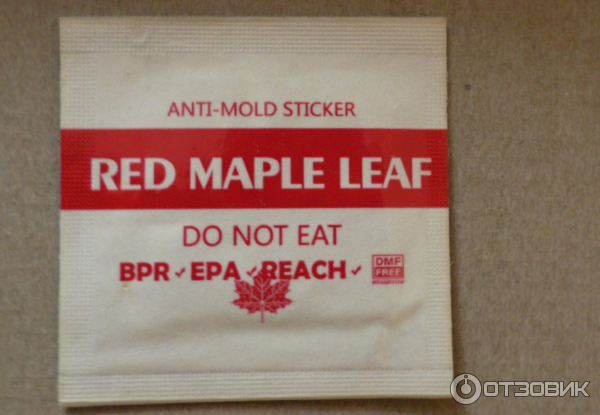 ANTI-MOLD STICKER
RED MAPLE LEAF
DO NOT EAT
BPR ✓ EPA ✓ REACH ✓
DMF
FREE
ОТЗОВИК